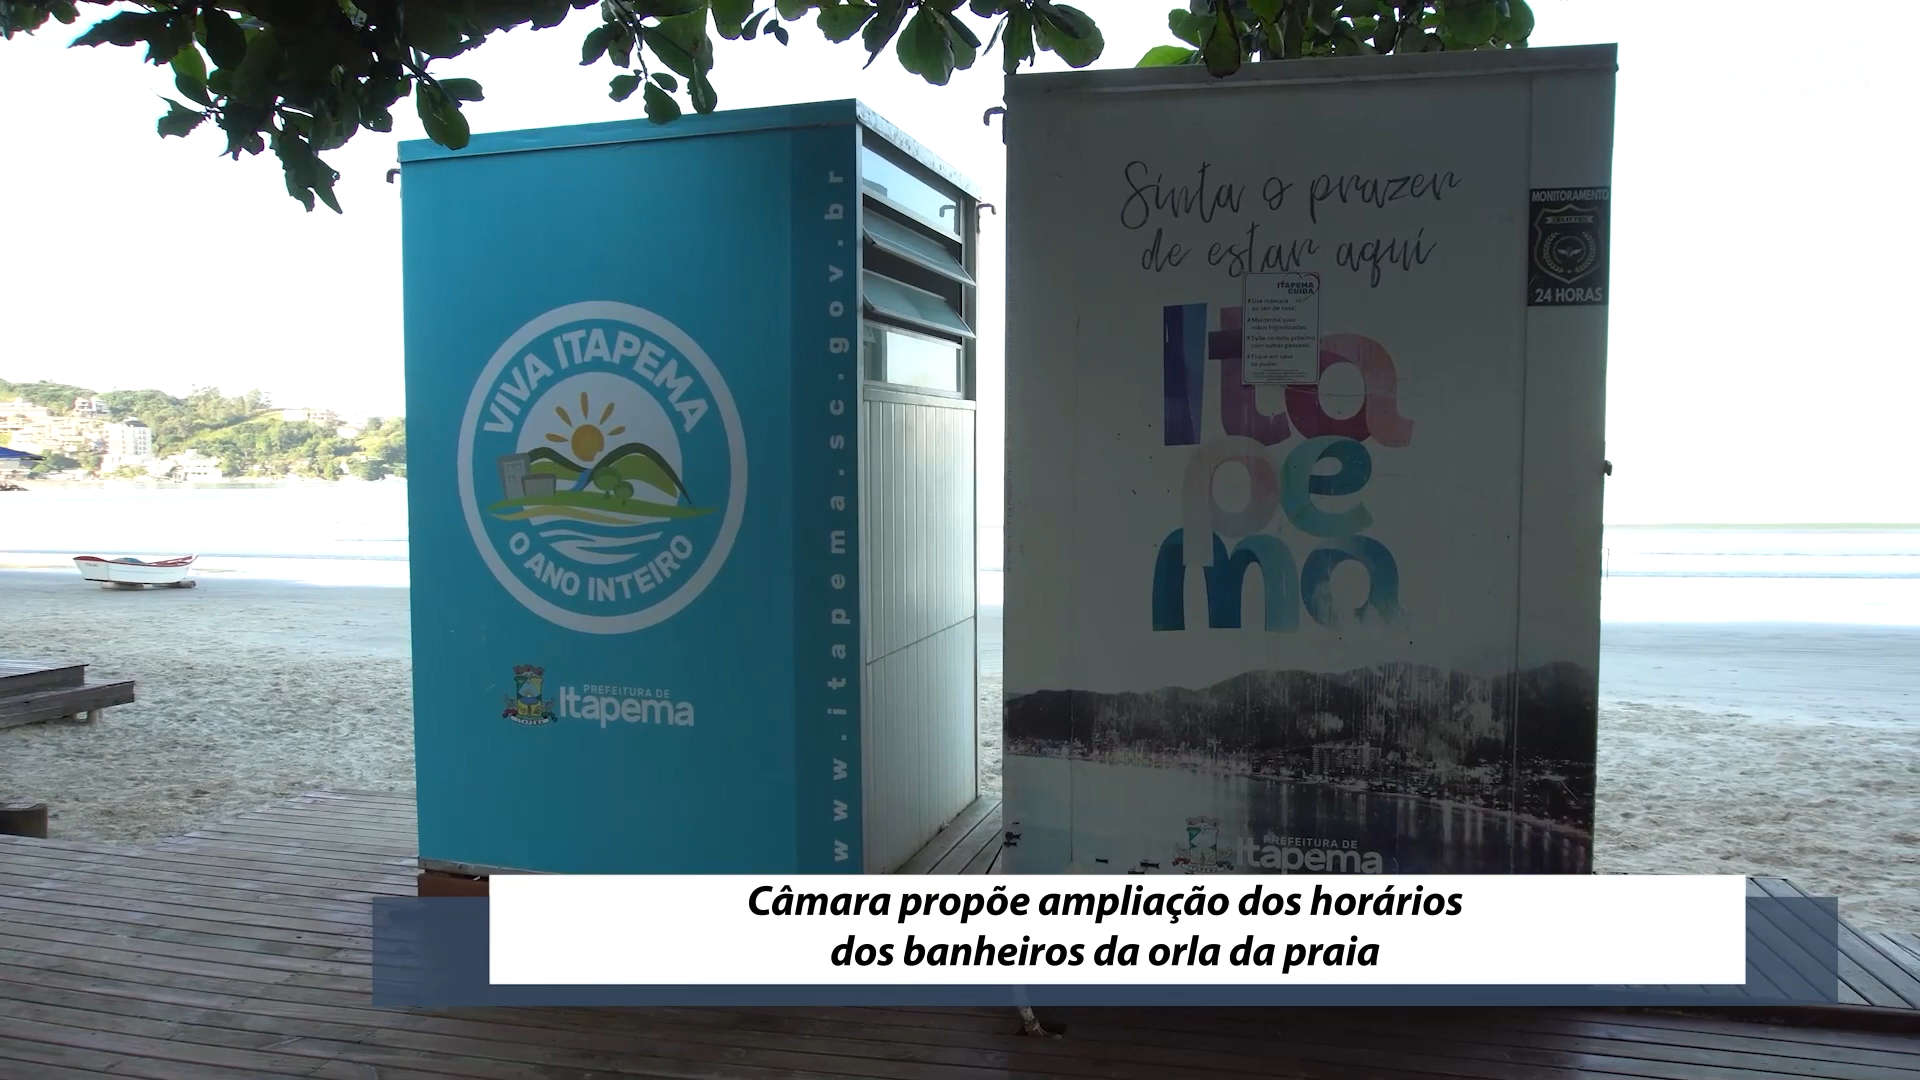 VIVA ITAPEMA
O ANO INTEIRO
PREFEITURA DE
Itapema
www.itapema.sc.gov.br
Sinta o prazer
de estar aqui
ITAPEMA
CUIDA
Ita
pe
ma
PREFEITURA DE
Itapema
MONITORAMENTO
24 HORAS
Câmara propõe ampliação dos horários
dos banheiros da orla da praia